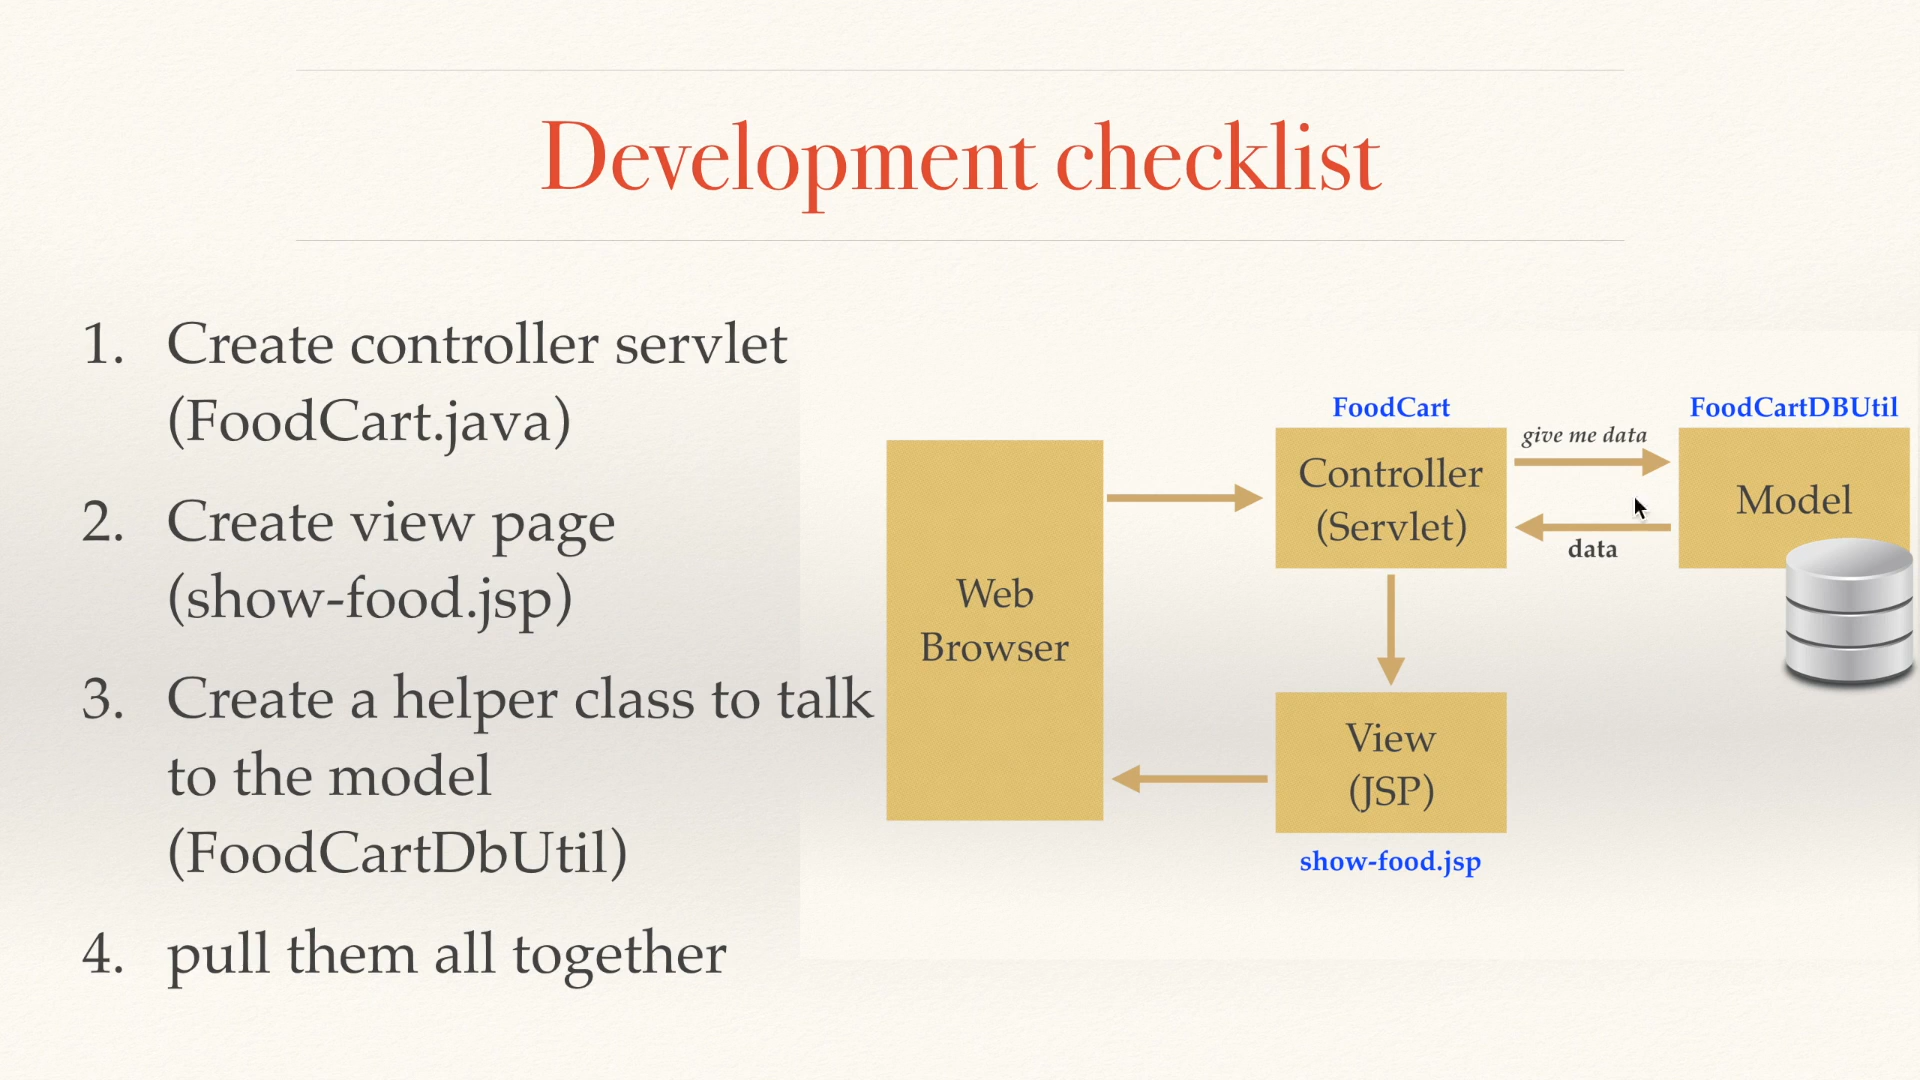 Development checklist
1. Create controller servlet
(FoodCart.java)
2. Create view page
(show-food.jsp)
3. Create a helper class to talk
to the model
(FoodCartDbUtil)
4. pull them all together
Web
Browser
FoodCart
Controller
(Servlet)
give me data
data
FoodCartDBUtil
Model
View
(JSP)
show-food.jsp